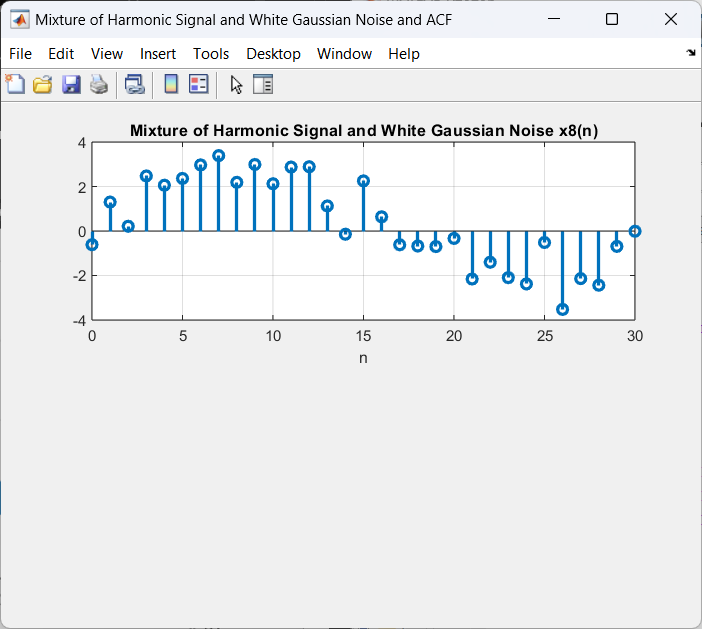 Mixture of Harmonic Signal and White Gaussian Noise and ACF
File Edit View Insert Tools Desktop Window Help
Mixture of Harmonic Signal and White Gaussian Noise x8(n)
4
2
0
-2
-4
0 5 10 15 20 25 30
n